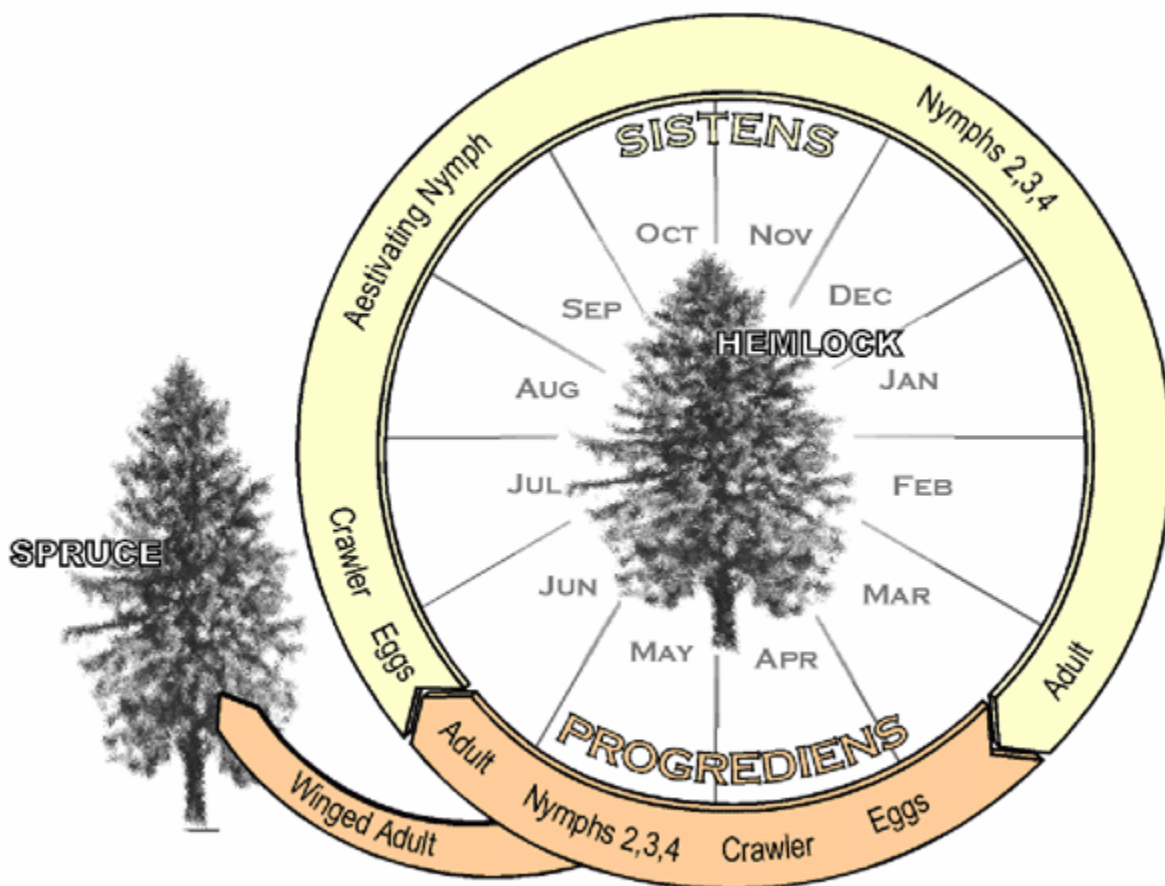 SISTENS
Nymphs 2,3,4
Aestivating Nymph
OCT
NOV
SEP
DEC
HEMLOCK
AUG
JAN
JUL
FEB
SPRUCE
Crawler
JUN
MAR
Eggs
MAY
APR
Adult
PROGREDIENS
Adult
Nymphs 2,3,4
Crawler
Eggs
Winged Adult